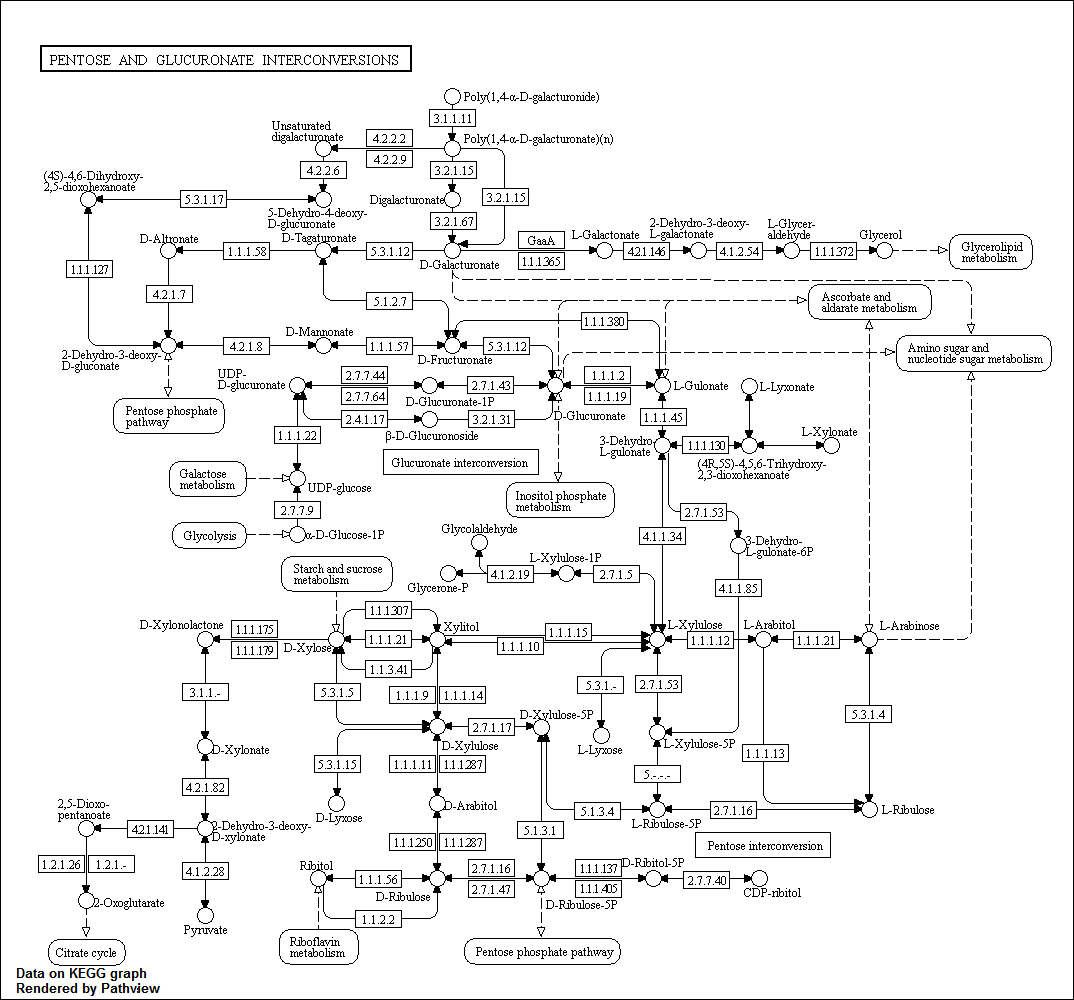 PENTOSE AND GLUCURONATE INTERCONVERSIONS
Poly(1,4-α-D-galacturonide)
3.1.1.11
Unsaturated
digalacturonate
4.2.2.2
4.2.2.9
Poly(1,4-α-D-galacturonate)(n)
4.2.2.6
3.2.1.15
3.2.1.15
(4S)-4,6-Dihydroxy-
2,5-dioxohexanoate
5.3.1.17
Digalacturonate
5-Dehydro-4-deoxy-
D-glucuronate
3.2.1.67
D-Altronate
1.1.1.58
D-Tagaturonate
5.3.1.12
D-Galacturonate
GaaA
1.1.1365
L-Galactonate
4.2.1.146
2-Dehydro-3-deoxy-
L-galactonate
4.1.2.54
L-Glycer-
aldehyde
1.1.1372
Glycerol
Glycerolipid
metabolism
1.1.1.127
4.2.1.7
5.1.2.7
Ascorbate and
aldarate metabolism
1.1.1.380
2-Dehydro-3-deoxy-
D-gluconate
4.2.1.8
D-Mannonate
1.1.1.57
D-Fructuronate
5.3.1.12
Amino sugar and
nucleotide sugar metabolism
UDP-
D-glucuronate
2.7.7.44
2.7.7.64
D-Glucuronate-1P
2.7.1.43
D-Glucuronate
1.1.1.2
1.1.1.19
L-Gulonate
L-Lyxonate
Pentose phosphate
pathway
2.4.1.17
β-D-Glucuronoside
3.2.1.31
1.1.1.45
1.1.1.22
3-Dehydro-
L-gulonate
1.1.1.130
L-Xylonate
(4R,5S)-4,5,6-Trihydroxy-
2,3-dioxohexanoate
Glucuronate interconversion
Galactose
metabolism
UDP-glucose
Inositol phosphate
metabolism
2.7.7.9
2.7.1.53
Glycolysis
α-D-Glucose-1P
Glycolaldehyde
4.1.1.34
3-Dehydro-
L-gulonate-6P
Starch and sucrose
metabolism
Glycerone-P
4.1.2.19
L-Xylulose-1P
2.7.1.5
4.1.1.85
1.1.1307
D-Xylonolactone
1.1.1.175
1.1.1.179
D-Xylose
1.1.1.21
Xylitol
1.1.1.15
1.1.1.10
L-Xylulose
1.1.1.12
L-Arabitol
1.1.1.21
L-Arabinose
1.1.3.41
3.1.1.-
5.3.1.5
1.1.1.9
1.1.1.14
5.3.1.-
2.7.1.53
5.3.1.4
D-Xylulose
2.7.1.17
D-Xylulose-5P
L-Lyxose
L-Xylulose-5P
1.1.1.13
D-Xylonate
5.3.1.15
1.1.1.11
1.1.1287
5.-.-.-
4.2.1.82
D-Lyxose
D-Arabitol
5.1.3.4
L-Ribulose-5P
2.7.1.16
L-Ribulose
2,5-Dioxo-
pentanoate
4.2.1.141
2-Dehydro-3-deoxy-
D-xylonate
1.1.1250
1.1.1287
5.1.3.1
Pentose interconversion
1.2.1.26
1.2.1.-
4.1.2.28
Ribitol
1.1.1.56
D-Ribulose
2.7.1.16
2.7.1.47
D-Ribulose-5P
1.1.1.137
1.1.1.405
D-Ribitol-5P
2.7.7.40
CDP-ribitol
2-Oxoglutarate
Pyruvate
1.1.2.2
Riboflavin
metabolism
Pentose phosphate pathway
Citrate cycle
Data on KEGG graph
Rendered by Pathview